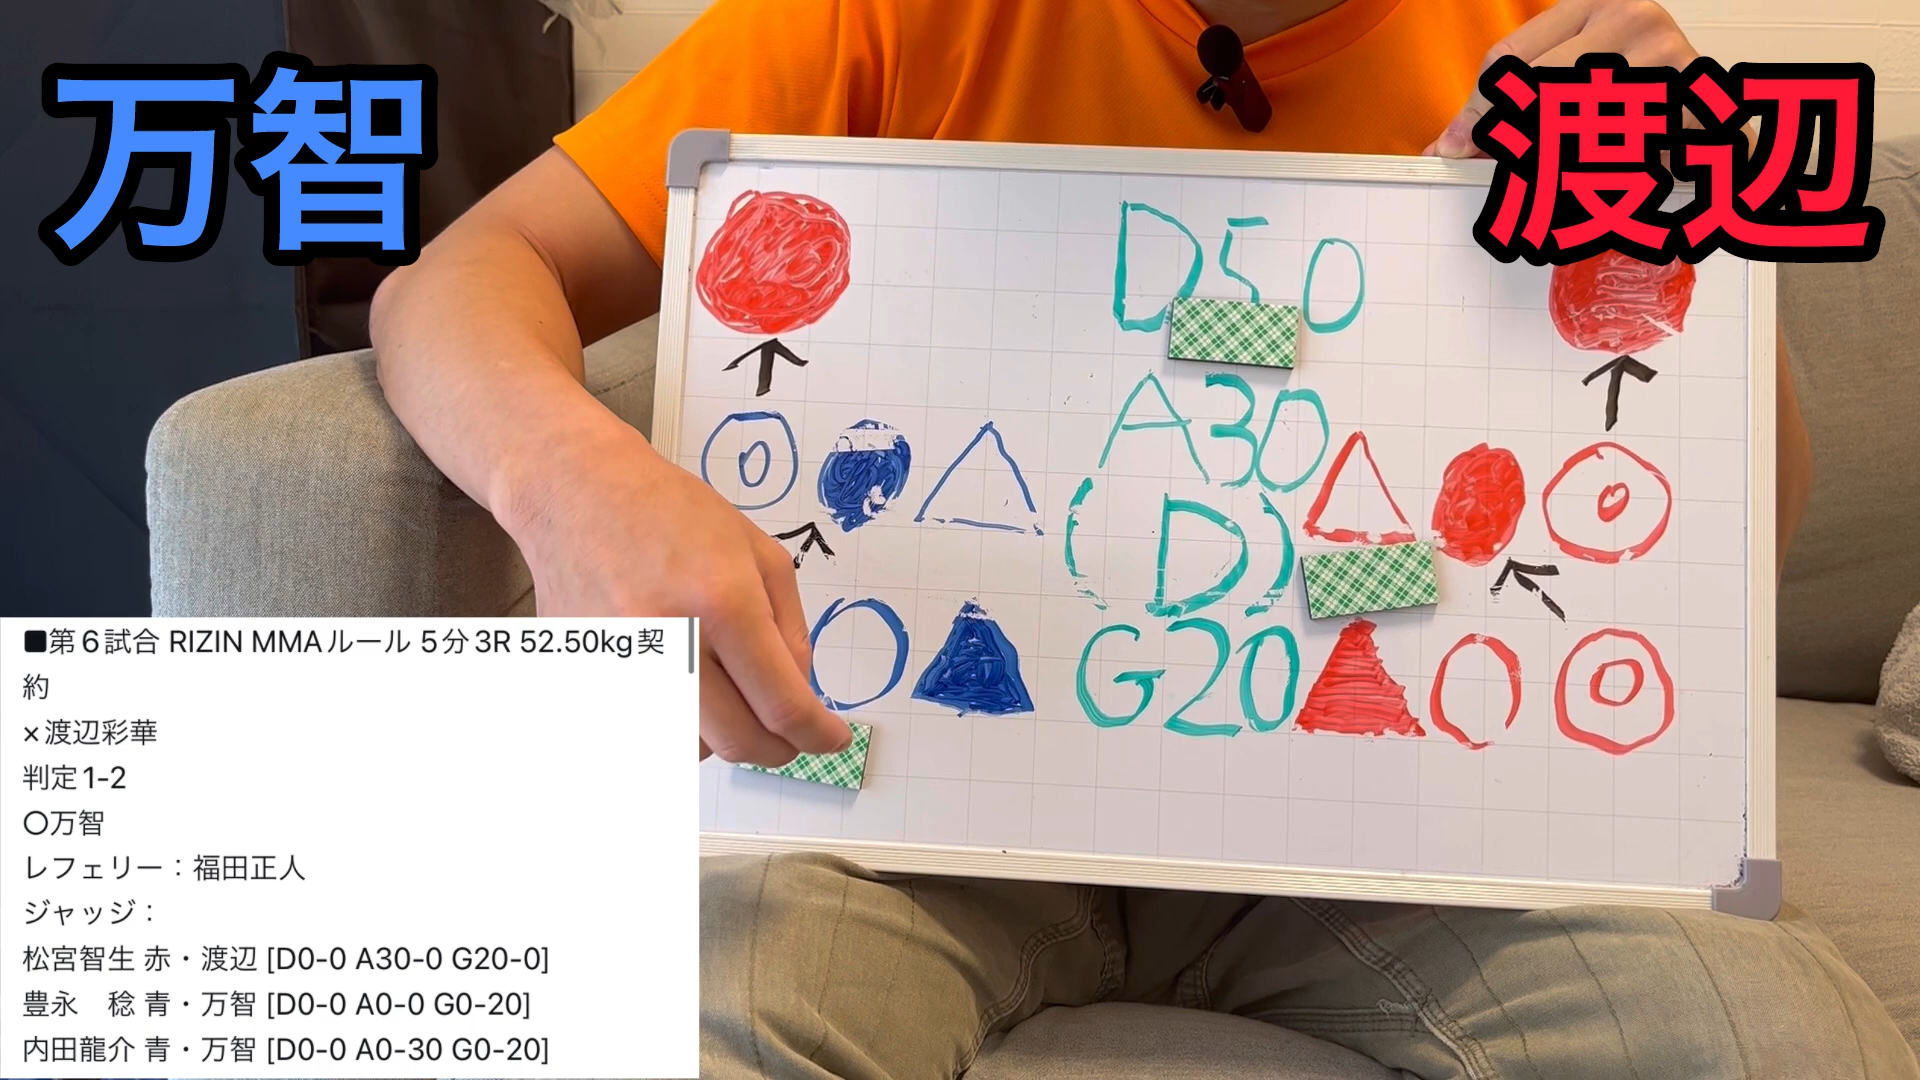 万智
渡辺
D50
A30
(D)
G20
■第6試合 RIZIN MMAルール 5分3R 52.50kg契
約
×渡辺彩華
判定1-2
〇万智
レフェリー：福田正人
ジャッジ：
松宮智生 赤・渡辺 [D0-0 A30-0 G20-0]
豊永　稔 青・万智 [D0-0 A0-0 G0-20]
内田龍介 青・万智 [D0-0 A0-30 G0-20]